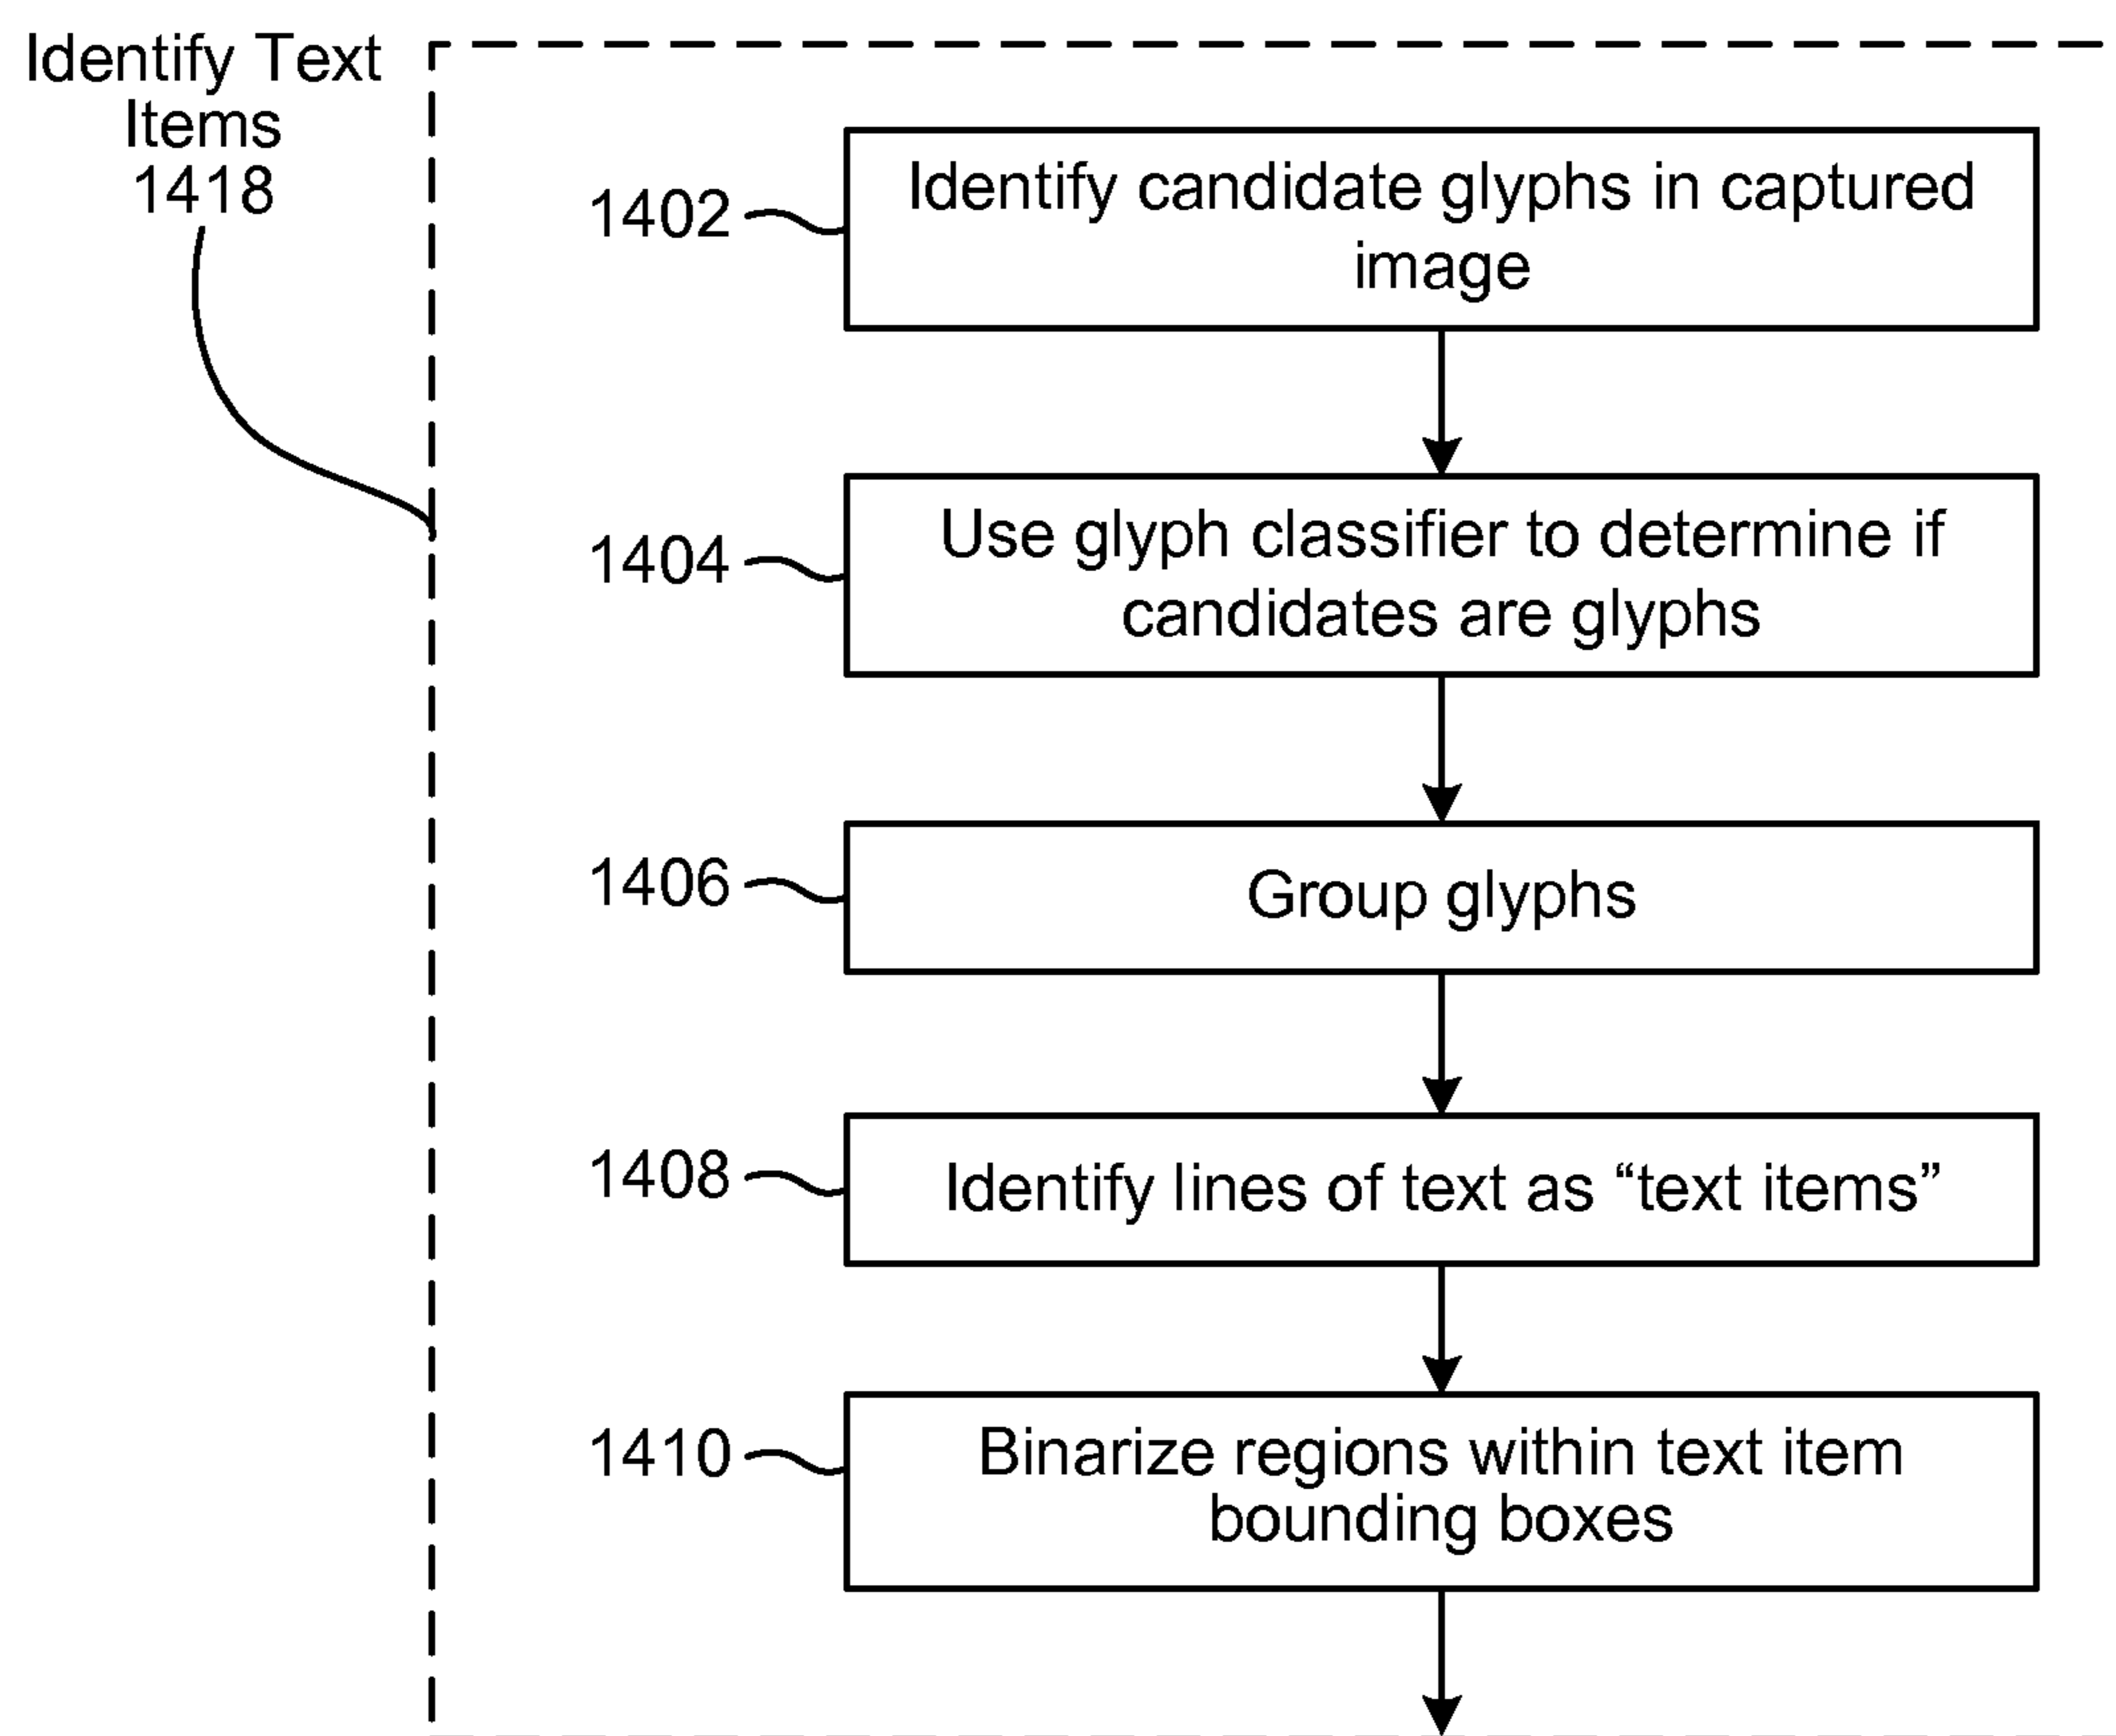 Identify Text
Items
1418
1402
Identify candidate glyphs in captured
image
1404
Use glyph classifier to determine if
candidates are glyphs
1406
Group glyphs
1408
Identify lines of text as “text items”
1410
Binarize regions within text item
bounding boxes